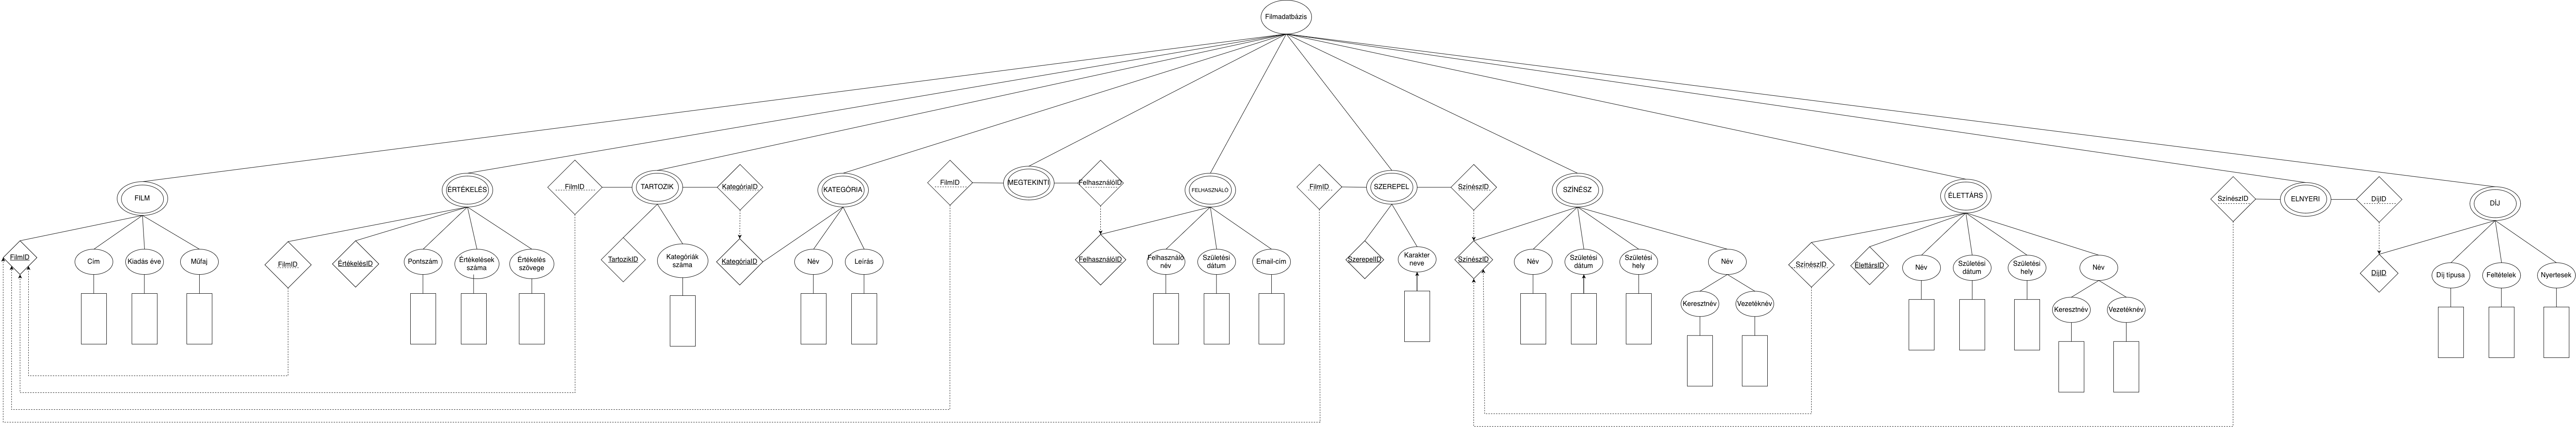 Filmadatbázis
FILM
ÉRTÉKELÉS
FilmID
TARTOZIK
KategóriaID
KATEGÓRIA
FilmID
MEGTEKINTI
FelhasználóID
FELHASZNÁLÓ
FilmID
SZEREPEL
SzínészID
SZÍNÉSZ
ÉLETTÁRS
SzínészID
ELNYERI
DíjID
DÍJ
FilmID
Cím
Kiadás éve
Műfaj
FilmID
ÉrtékelésID
Pontszám
Értékelések
száma
Értékelés
szövege
TartozikID
Kategóriák
száma
KategóriaID
Név
Leírás
FelhasználóID
Felhasználó
név
Születési
dátum
Email-cím
SzerepelID
Karakter
neve
SzínészID
Név
Születési
dátum
Születési
hely
Név
Keresztnév
Vezetéknév
SzínészID
ÉlettársID
Név
Születési
dátum
Születési
hely
Név
Keresztnév
Vezetéknév
DíjID
Díj típusa
Feltételek
Nyertesek